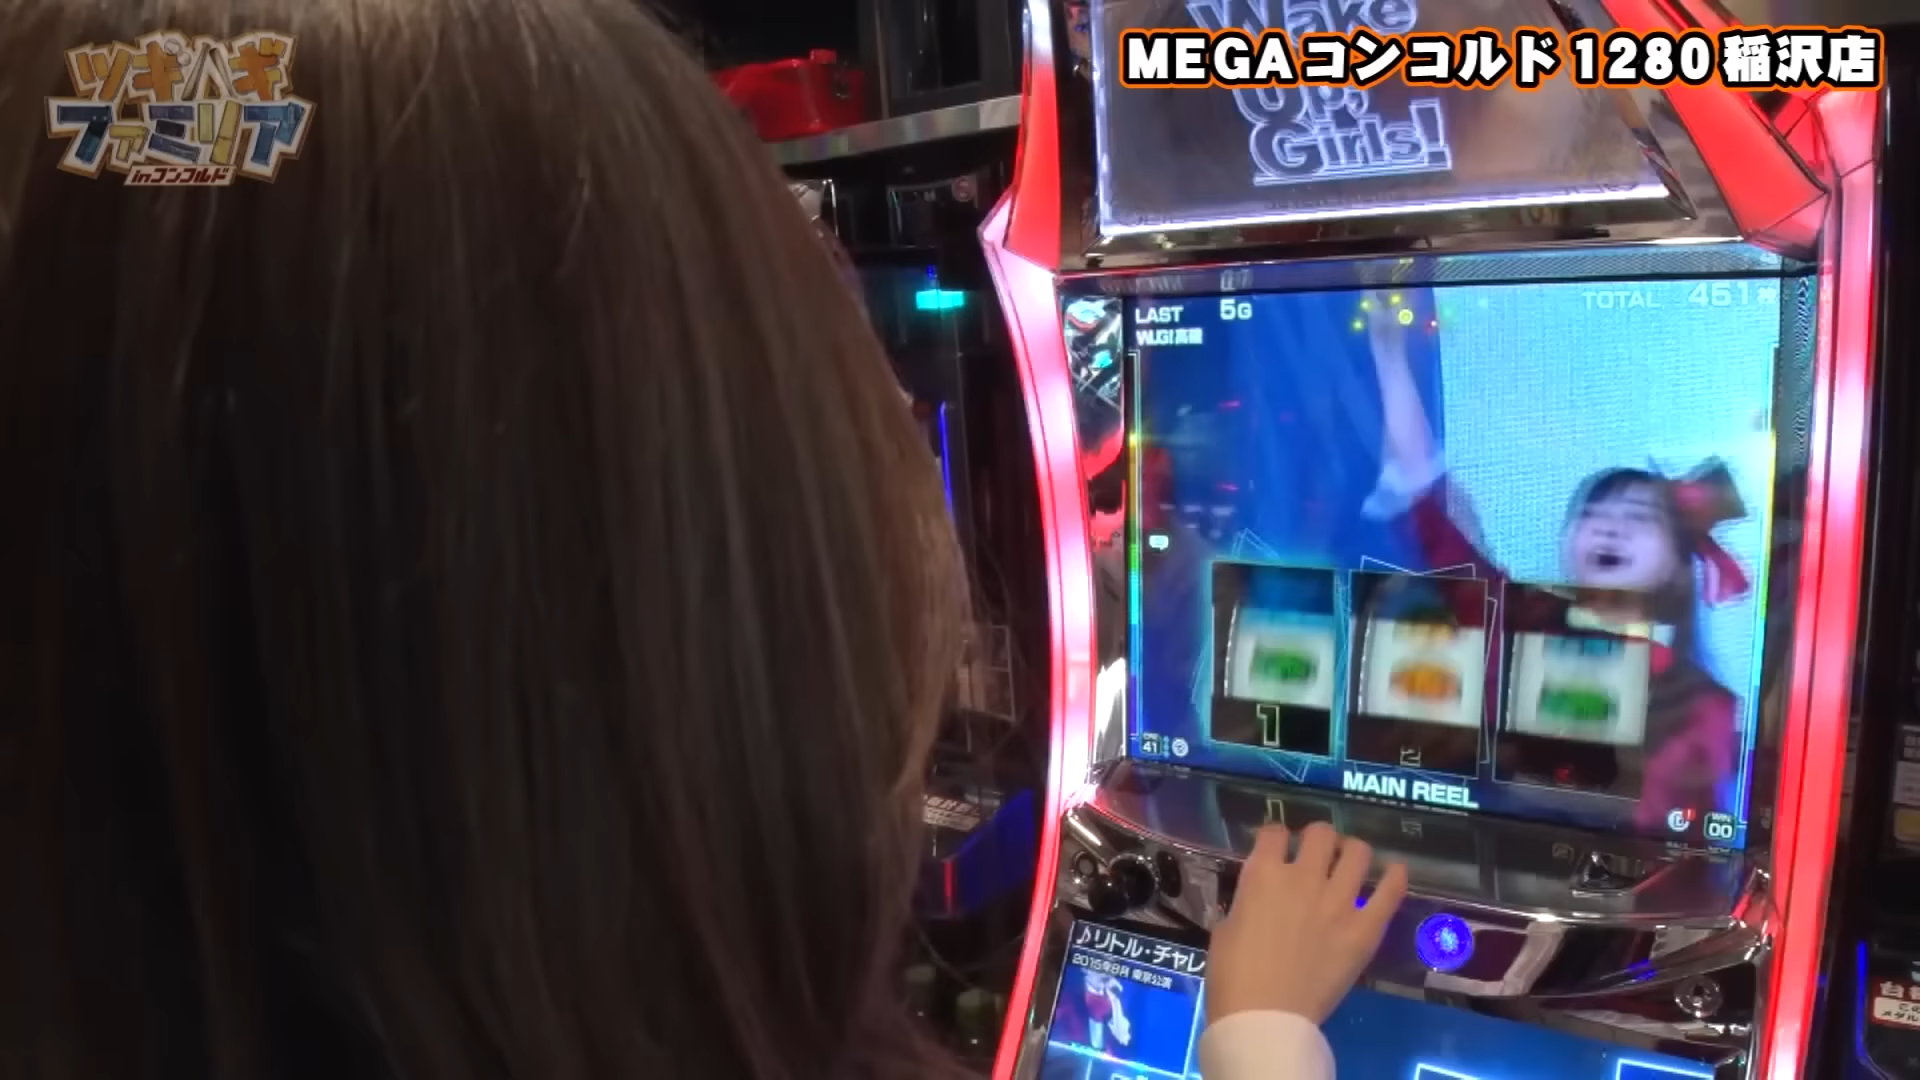 ツギハギ
ファミリア
inコンコルド
MEGAコンコルド1280稲沢店
Wake
Up,
Girls!
LAST 5G
TOTAL 451枚
WUG!高確
1
2
41
MAIN REEL
WIN
00
♪リトル・チャレ
2015年8月 東京公演